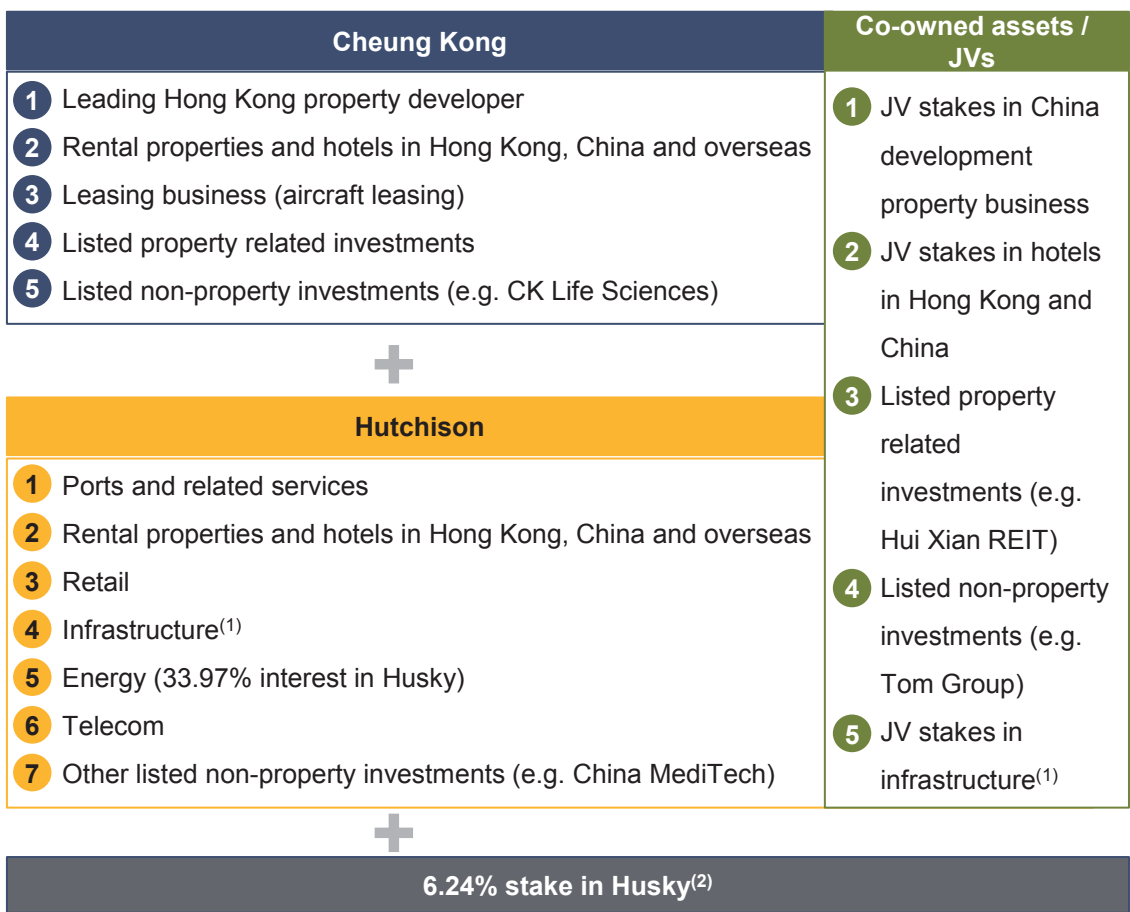 Cheung Kong
1 Leading Hong Kong property developer
2 Rental properties and hotels in Hong Kong, China and overseas
3 Leasing business (aircraft leasing)
4 Listed property related investments
5 Listed non-property investments (e.g. CK Life Sciences)
+
Hutchison
1 Ports and related services
2 Rental properties and hotels in Hong Kong, China and overseas
3 Retail
4 Infrastructure(1)
5 Energy (33.97% interest in Husky)
6 Telecom
7 Other listed non-property investments (e.g. China MediTech)
Co-owned assets /
JVs
1 JV stakes in China
development
property business
2 JV stakes in hotels
in Hong Kong and
China
3 Listed property
related
investments (e.g.
Hui Xian REIT)
4 Listed non-property
investments (e.g.
Tom Group)
5 JV stakes in
infrastructure(1)
+
6.24% stake in Husky(2)